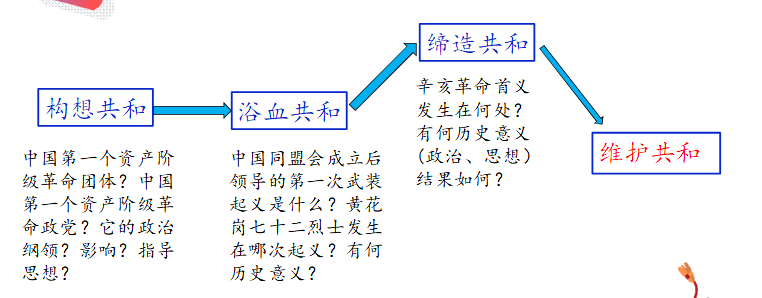 构想共和
中国第一个资产阶
级革命团体？中国
第一个资产阶级革
命政党？它的政治
纲领？影响？指导
思想？
浴血共和
中国同盟会成立后
领导的第一次武装
起义是什么？黄花
岗七十二烈士发生
在哪次起义？有何
历史意义？
缔造共和
辛亥革命首义
发生在何处？
有何历史意义
(政治、思想)
结果如何？
维护共和